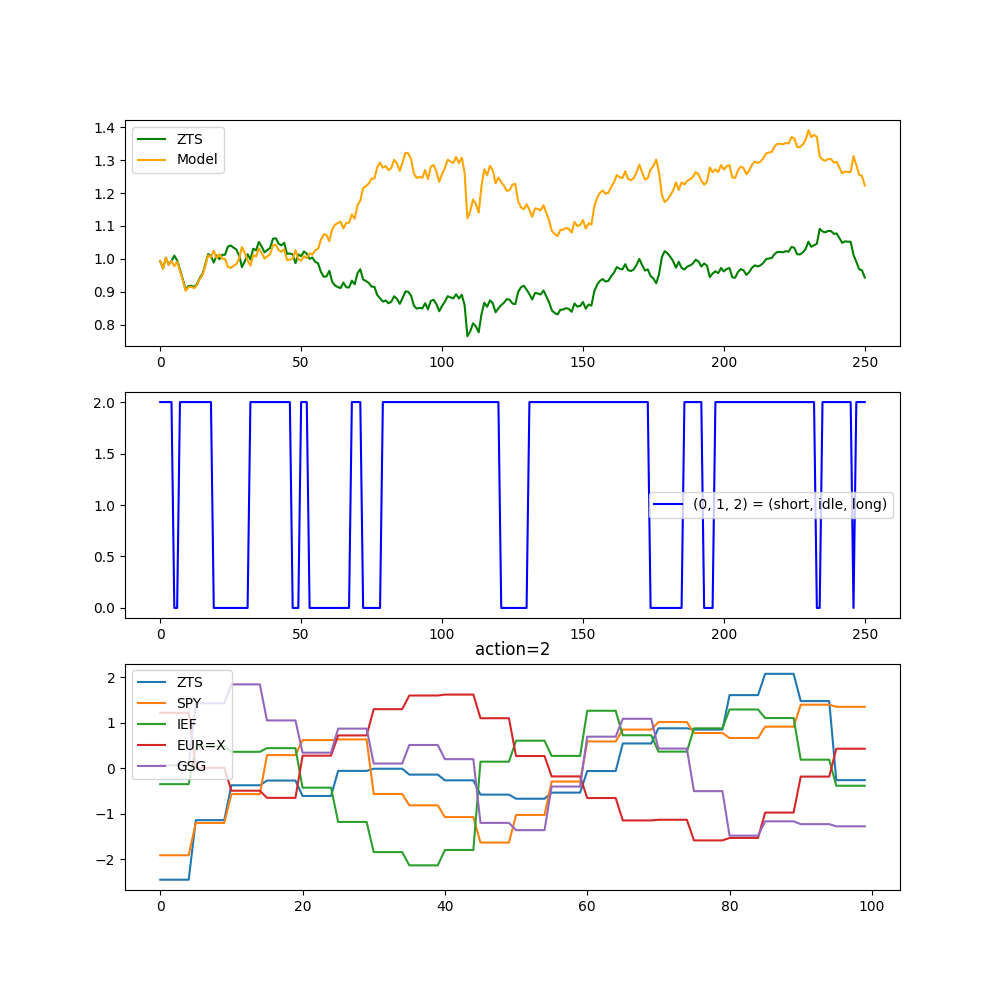 1.4
1.3
1.2
1.1
1.0
0.9
0.8
ZTS
Model
0 50 100 150 200 250
2.0
1.5
1.0
0.5
0.0
(0, 1, 2) = (short, idle, long)
0 50 100 150 200 250
action=2
2
1
0
−1
−2
ZTS
SPY
IEF
EUR=X
GSG
0 20 40 60 80 100